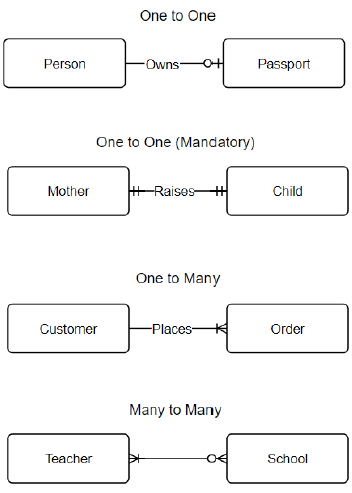 One to One
Person Owns Passport
One to One (Mandatory)
Mother Raises Child
One to Many
Customer Places Order
Many to Many
Teacher School